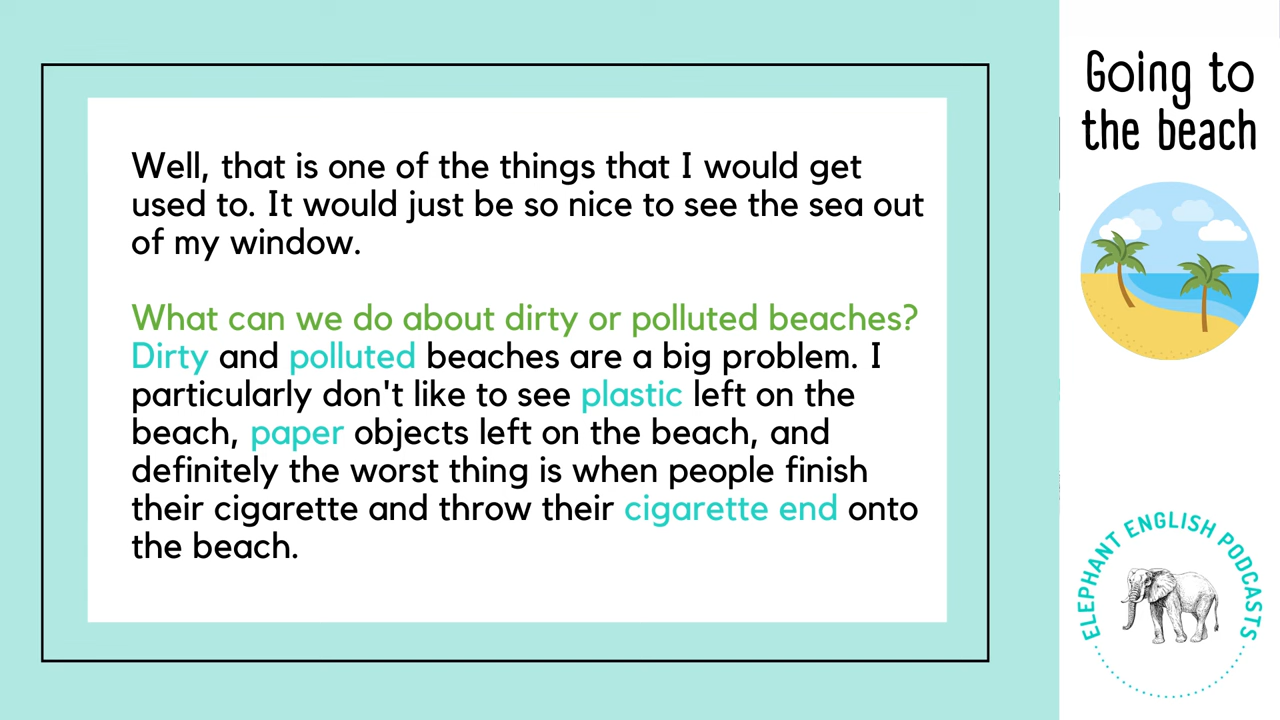 Well, that is one of the things that I would get
used to. It would just be so nice to see the sea out
of my window.
What can we do about dirty or polluted beaches?
Dirty and polluted beaches are a big problem. I
particularly don't like to see plastic left on the
beach, paper objects left on the beach, and
definitely the worst thing is when people finish
their cigarette and throw their cigarette end onto
the beach.
Going to
the beach
ELEPHANT ENGLISH PODCASTS